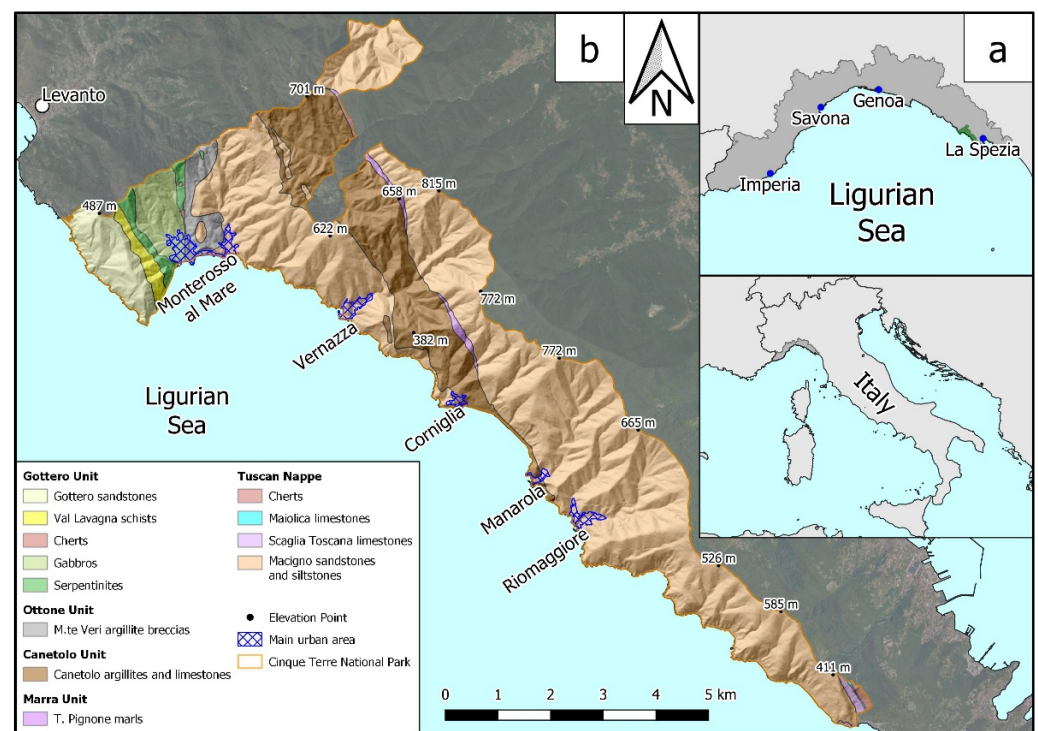 b
a
N
Levanto
701 m
487 m
658 m
815 m
622 m
772 m
382 m
772 m
665 m
526 m
585 m
411 m
Monterosso
al Mare
Vernazza
Corniglia
Manarola
Riomaggiore
Ligurian
Sea
Genoa
Savona
La Spezia
Imperia
Ligurian
Sea
Italy
Gottero Unit
Gottero sandstones
Val Lavagna schists
Cherts
Gabbros
Serpentinites
Ottone Unit
M.te Veri argillite breccias
Canetolo Unit
Canetolo argillites and limestones
Marra Unit
T. Pignone marls
Tuscan Nappe
Cherts
Maiolica limestones
Scaglia Toscana limestones
Macigno sandstones
and siltstones
Elevation Point
Main urban area
Cinque Terre National Park
0 1 2 3 4 5 km